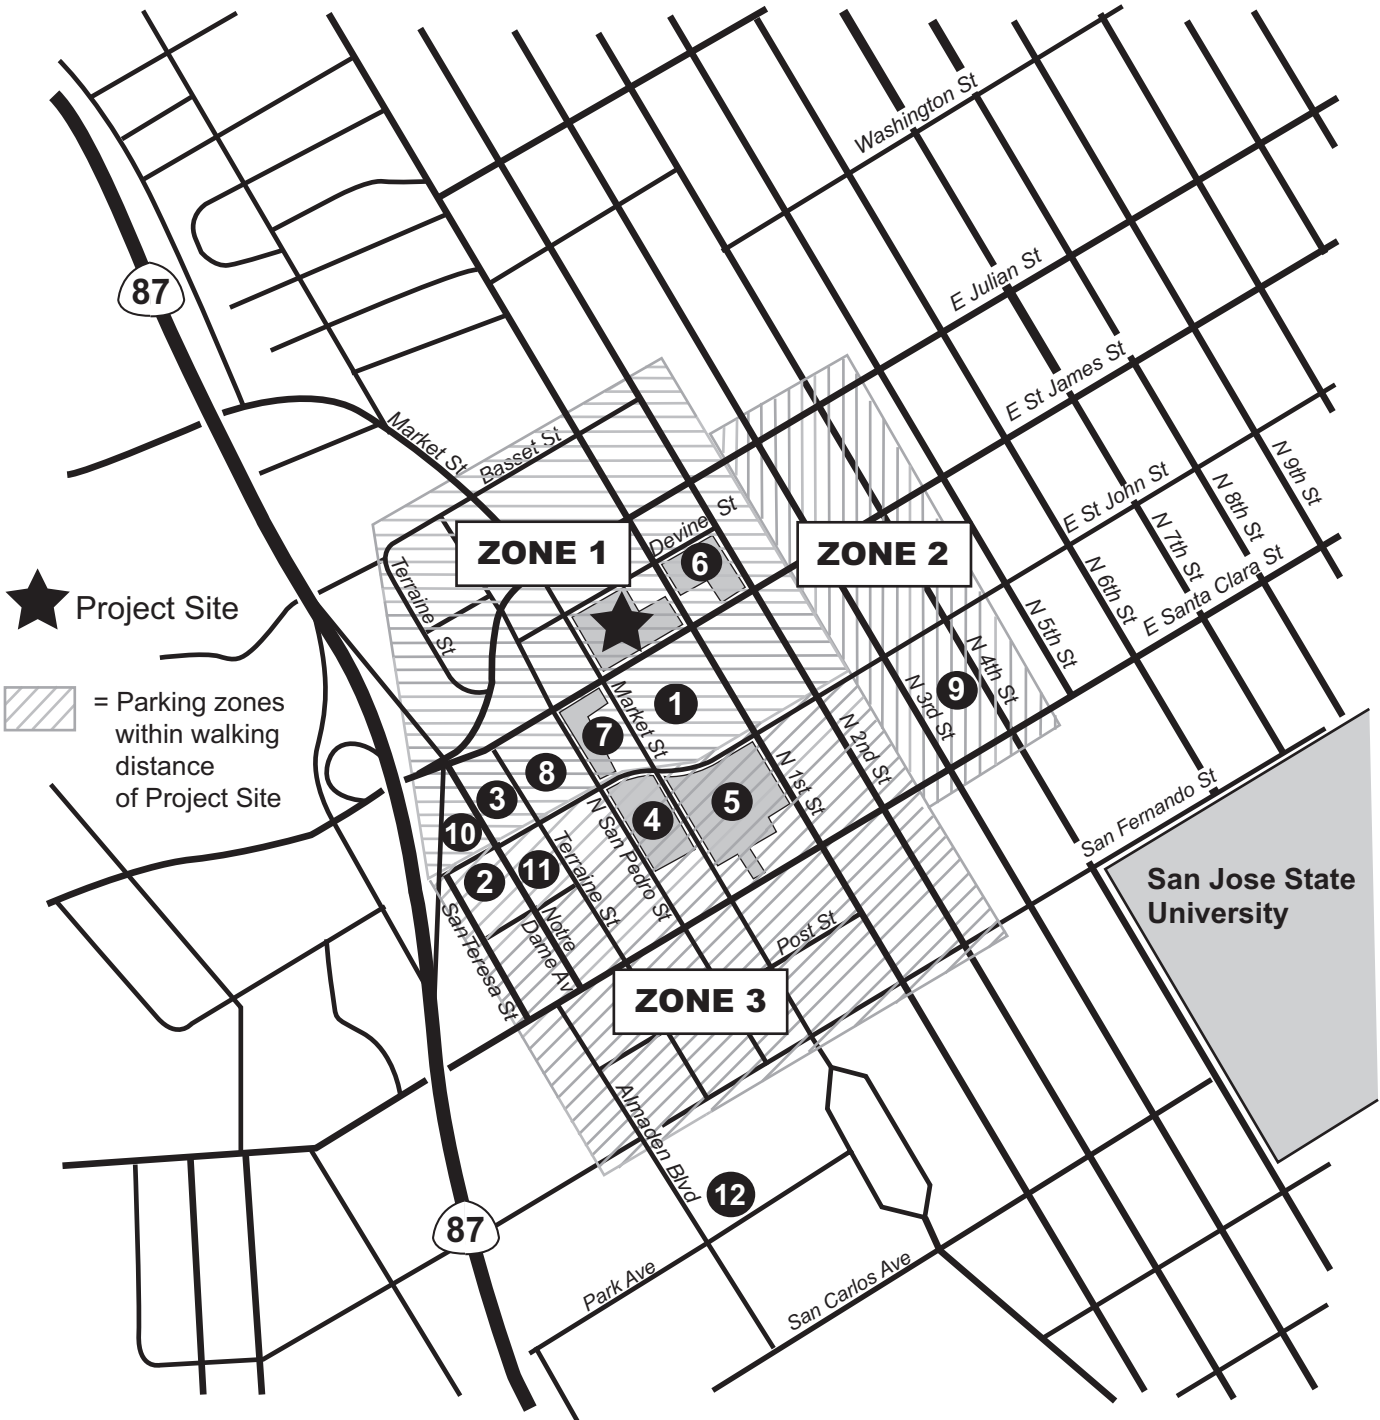 Washington St
E Julian St
87
E St James St
Market St
Basset St
N 9th St
E St John St
N 8th St
Devine St
N 7th St
ZONE 1
ZONE 2
6
Terraine St
N 6th St
E Santa Clara St
Project Site
N 5th St
N 4th St
= Parking zones
within walking
distance
of Project Site
Market St
1
9
N 3rd St
7
N 2nd St
8
N 1st St
3
5
4
San Fernando St
10
N San Pedro St
Terraine St
11
2
San Jose State
University
SanTeresa St
Notre
Dame Av
Post St
ZONE 3
Almaden Blvd
12
87
Park Ave
San Carlos Ave